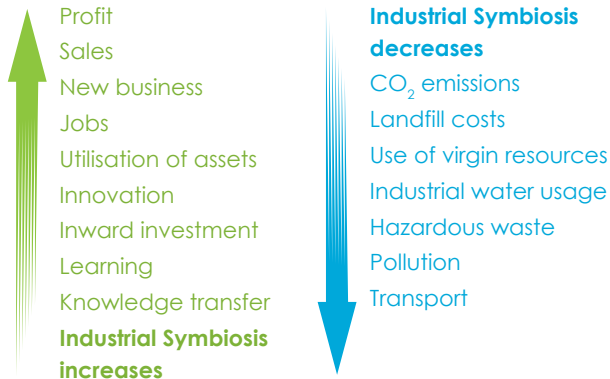 Profit
Sales
New business
Jobs
Utilisation of assets
Innovation
Inward investment
Learning
Knowledge transfer
Industrial Symbiosis
increases
Industrial Symbiosis
decreases
CO₂ emissions
Landfill costs
Use of virgin resources
Industrial water usage
Hazardous waste
Pollution
Transport